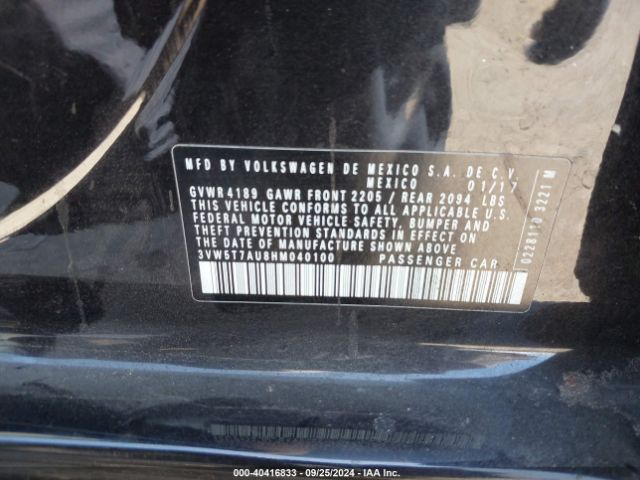 MFD BY VOLKSWAGEN DE MEXICO S.A. DE C.V.
MEXICO 01/17
GVWR 4189 GAWR FRONT 2205 / REAR 2094 LBS
THIS VEHICLE CONFORMS TO ALL APPLICABLE U.S.
FEDERAL MOTOR VEHICLE SAFETY, BUMPER AND
THEFT PREVENTION STANDARDS IN EFFECT ON
THE DATE OF MANUFACTURE SHOWN ABOVE
3VW5T7AU8HM040100 PASSENGER CAR
3221 M
000-40416833 - 09/25/2024 - IAA Inc.